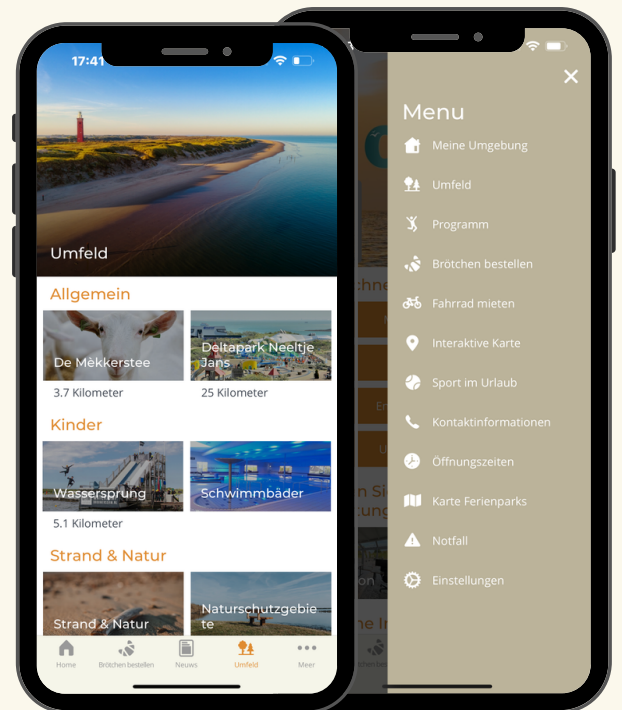 17:41
Umfeld
Allgemein
De Mèkkerstee
Deltapark Neeltje
Jans
3.7 Kilometer
25 Kilometer
Kinder
Wassersprung
Schwimmbäder
5.1 Kilometer
Strand & Natur
Strand & Natur
Naturschutzgebie
te
Home
Brötchen bestellen
Neuws
Umfeld
Meer
Menu
Meine Umgebung
Umfeld
Programm
Brötchen bestellen
Fahrrad mieten
Interaktive Karte
Sport im Urlaub
Kontaktinformationen
Öffnungszeiten
Karte Ferienparks
Notfall
Einstellungen